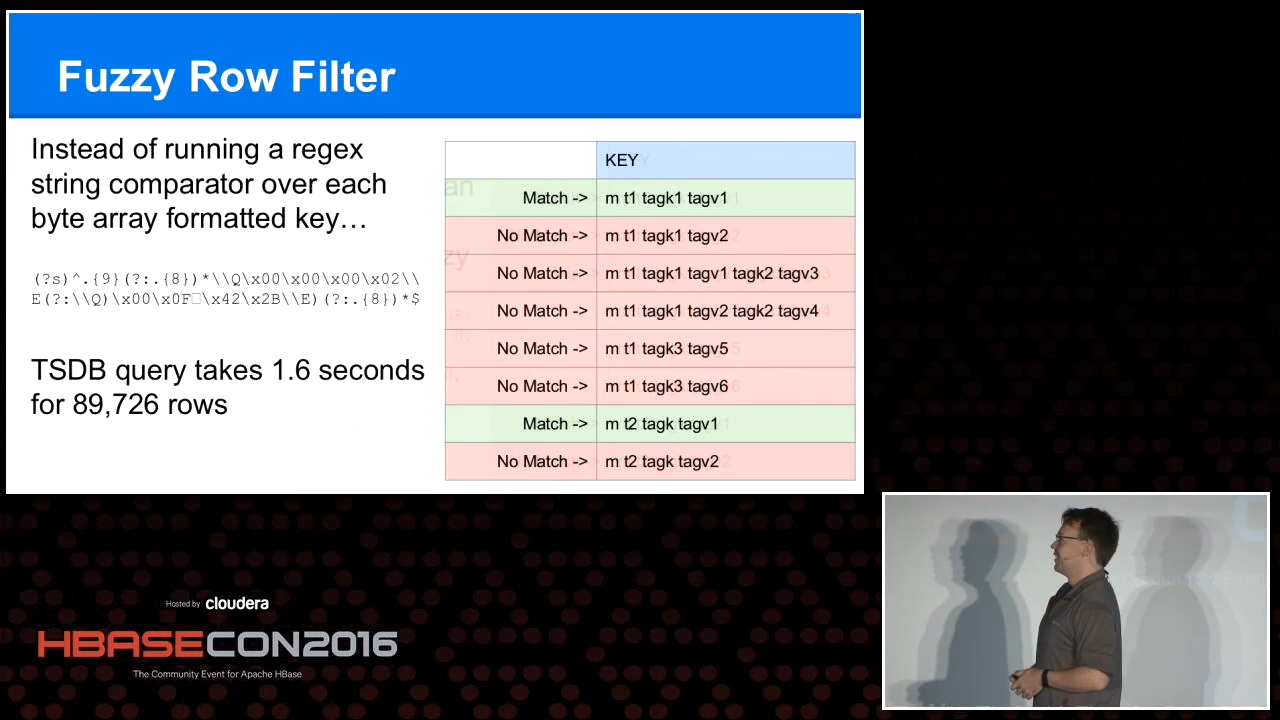 Fuzzy Row Filter
Instead of running a regex
string comparator over each
byte array formatted key…
(?s)^.{9}(?:.{8})*\\Q\x00\x00\x00\x02\\
E(?:\\Q)\x00\x0F□\x42\x2B\\E)(?:.{8})*$
TSDB query takes 1.6 seconds
for 89,726 rows
KEY
Match -> m t1 tagk1 tagv1
No Match -> m t1 tagk1 tagv2
No Match -> m t1 tagk1 tagv1 tagk2 tagv3
No Match -> m t1 tagk1 tagv2 tagk2 tagv4
No Match -> m t1 tagk3 tagv5
No Match -> m t1 tagk3 tagv6
Match -> m t2 tagk tagv1
No Match -> m t2 tagk tagv2
Hosted by cloudera
HBASECON2016
The Community Event for Apache HBase